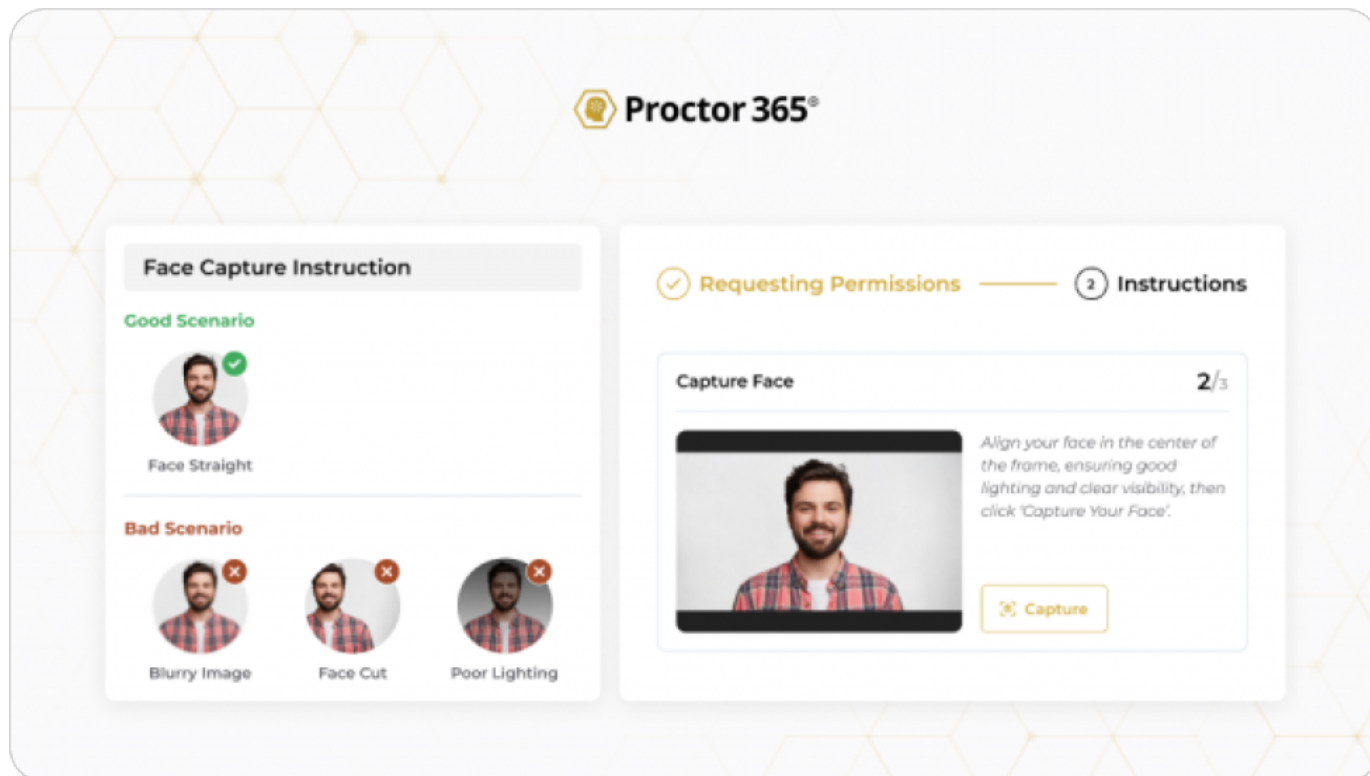 Proctor 365®
Face Capture Instruction
Good Scenario
Face Straight
Bad Scenario
Blurry Image
Face Cut
Poor Lighting
Requesting Permissions
2 Instructions
Capture Face
2/3
Align your face in the center of
the frame, ensuring good
lighting and clear visibility, then
click 'Capture Your Face'.
Capture